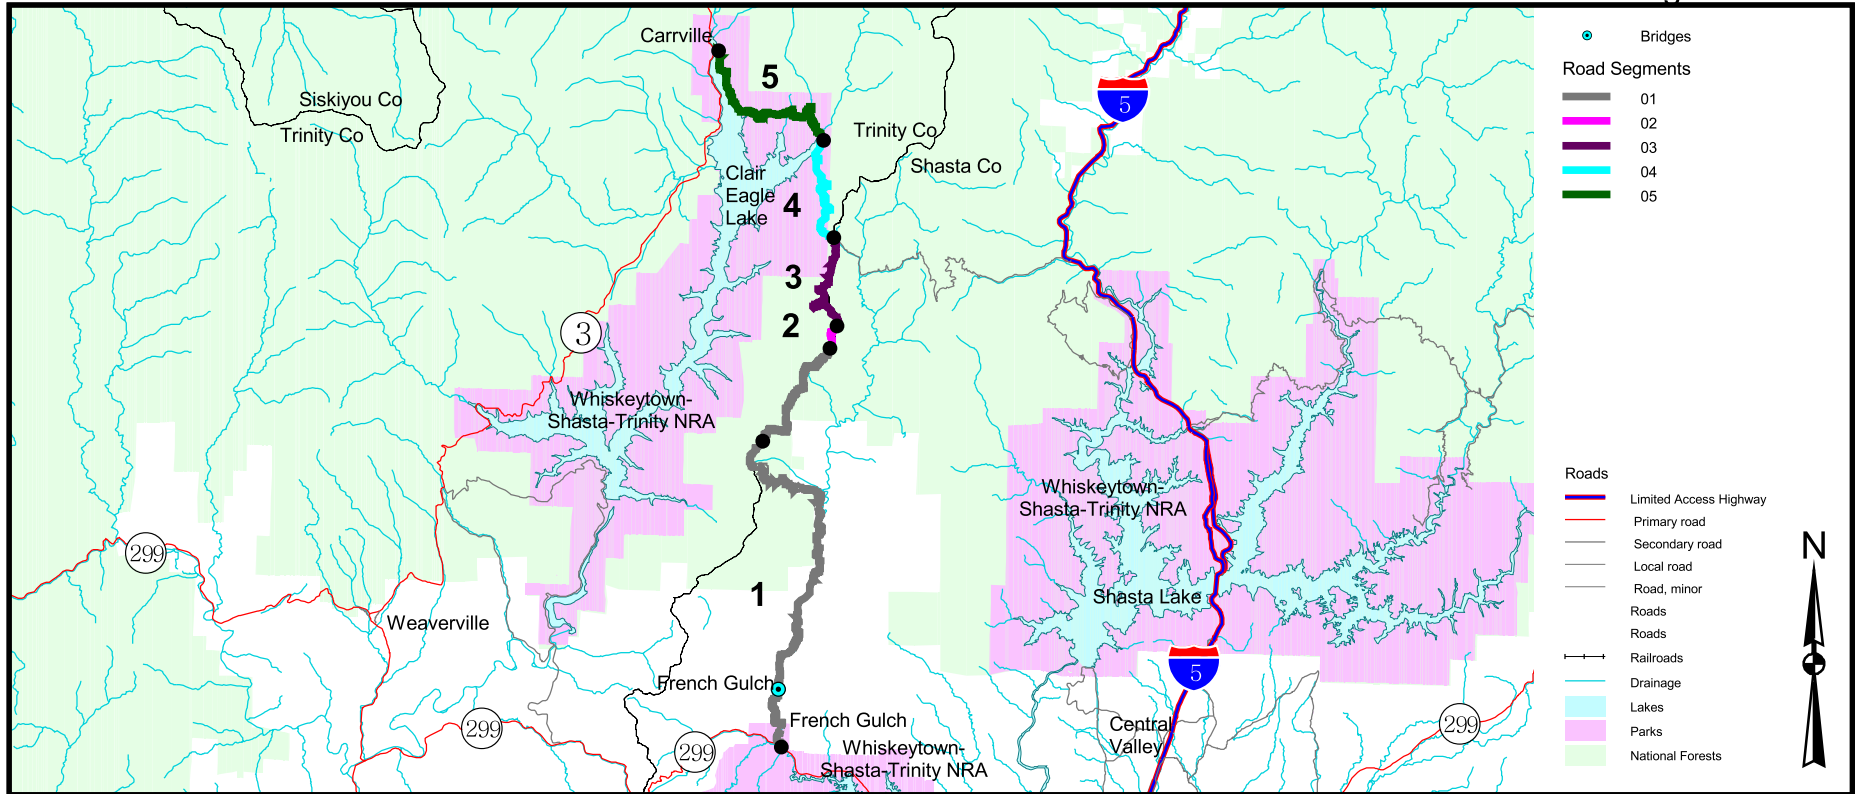 Carrville
5
Siskiyou Co
Trinity Co
5
Trinity Co
Shasta Co
Clair
Eagle
Lake
4
3
2
3
Whiskeytown-
Shasta-Trinity NRA
Whiskeytown-
Shasta-Trinity NRA
299
1
Shasta Lake
Weaverville
5
French Gulch
French Gulch
299
299
Central
Valley
299
Whiskeytown-
Shasta-Trinity NRA
Bridges
Road Segments
01
02
03
04
05
Roads
Limited Access Highway
Primary road
Secondary road
Local road
Road, minor
Roads
Roads
Railroads
Drainage
Lakes
Parks
National Forests
N